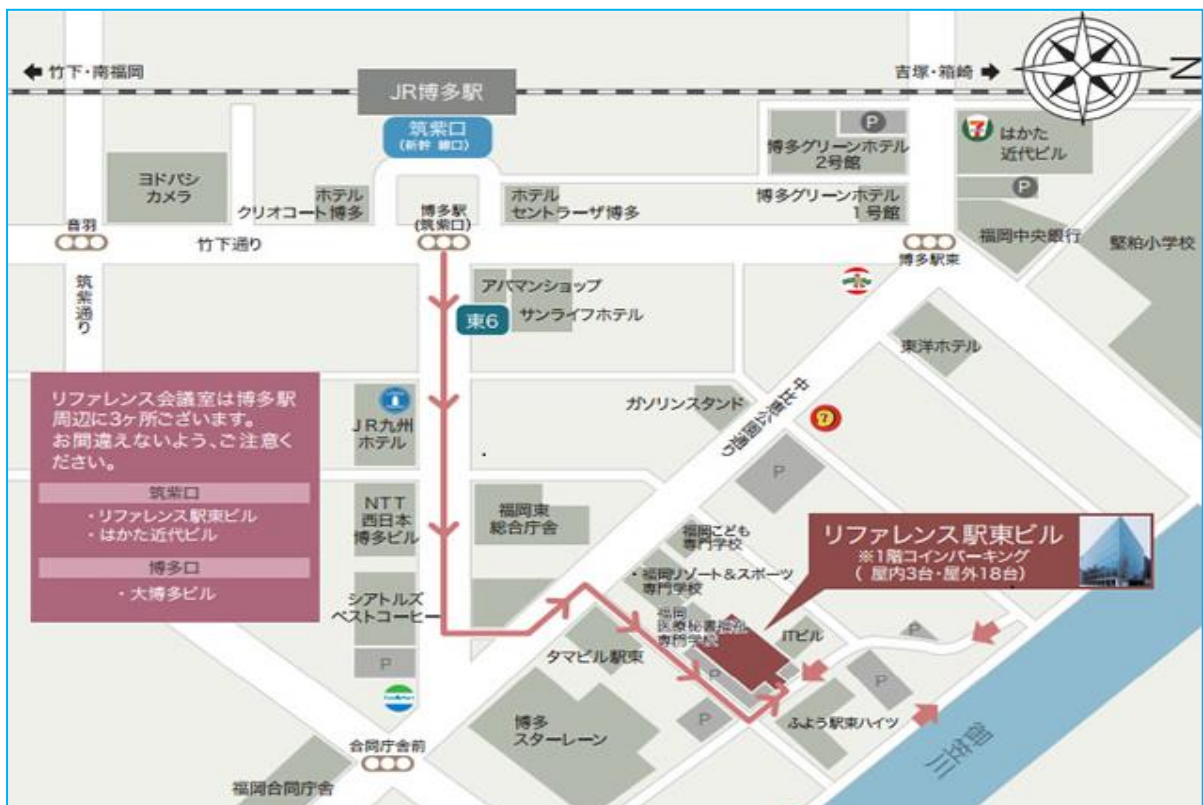 竹下・南福岡
吉塚・箱崎
N
JR博多駅
筑紫口
(新幹 線口)
P
博多グリーンホテル
2号館
はかた
近代ビル
P
ヨドバシ
カメラ
ホテル
クリオコート博多
博多駅
(筑紫口)
ホテル
セントラーザ博多
博多グリーンホテル
1号館
音羽
竹下通り
博多駅東
福岡中央銀行
堅粕小学校
筑紫通り
アパマンショップ
サンライフホテル
東6
東洋ホテル
リファレンス会議室は博多駅
周辺に3ヶ所ございます。
お間違えないよう、ご注意く
ださい。
筑紫口
・リファレンス駅東ビル
・はかた近代ビル
博多口
・大博多ビル
JR九州
ホテル
ガソリンスタンド
中比恵公園通り
P
NTT
西日本
博多ビル
福岡東
総合庁舎
福岡こども
専門学校
・福岡リゾート&スポーツ
専門学校
リファレンス駅東ビル
※1階コインパーキング
( 屋内3台・屋外18台)
シアトルズ
ベストコーヒー
福岡
医療秘書福祉
専門学校
ITビル
P
タマビル駅東
P
P
P
P
FamilyMart
博多
スターレーン
ふよう駅東ハイツ
御笠川
合同庁舎前
福岡合同庁舎